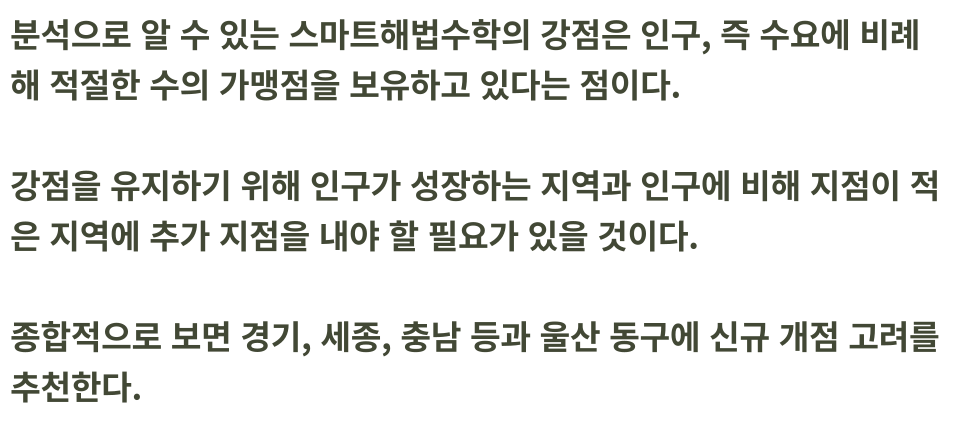 분석으로 알 수 있는 스마트해법수학의 강점은 인구, 즉 수요에 비례
해 적절한 수의 가맹점을 보유하고 있다는 점이다.
강점을 유지하기 위해 인구가 성장하는 지역과 인구에 비해 지점이 적
은 지역에 추가 지점을 내야 할 필요가 있을 것이다.
종합적으로 보면 경기, 세종, 충남 등과 울산 동구에 신규 개점 고려를
추천한다.